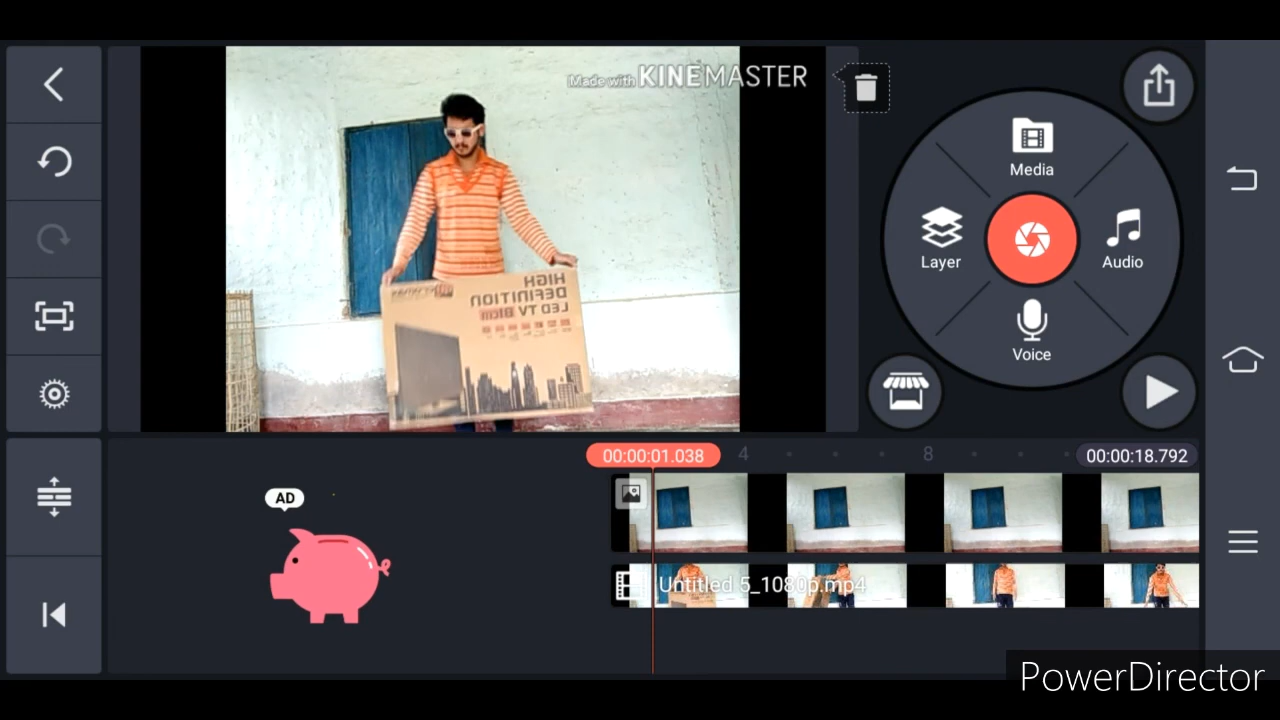 Made with KINEMASTER
HIGH
DEFINITION
LED TV
Media
Layer
Audio
Voice
00:00:01.038
4
8
00:00:18.792
AD
Untitled 5_1080p.mp4
PowerDirector